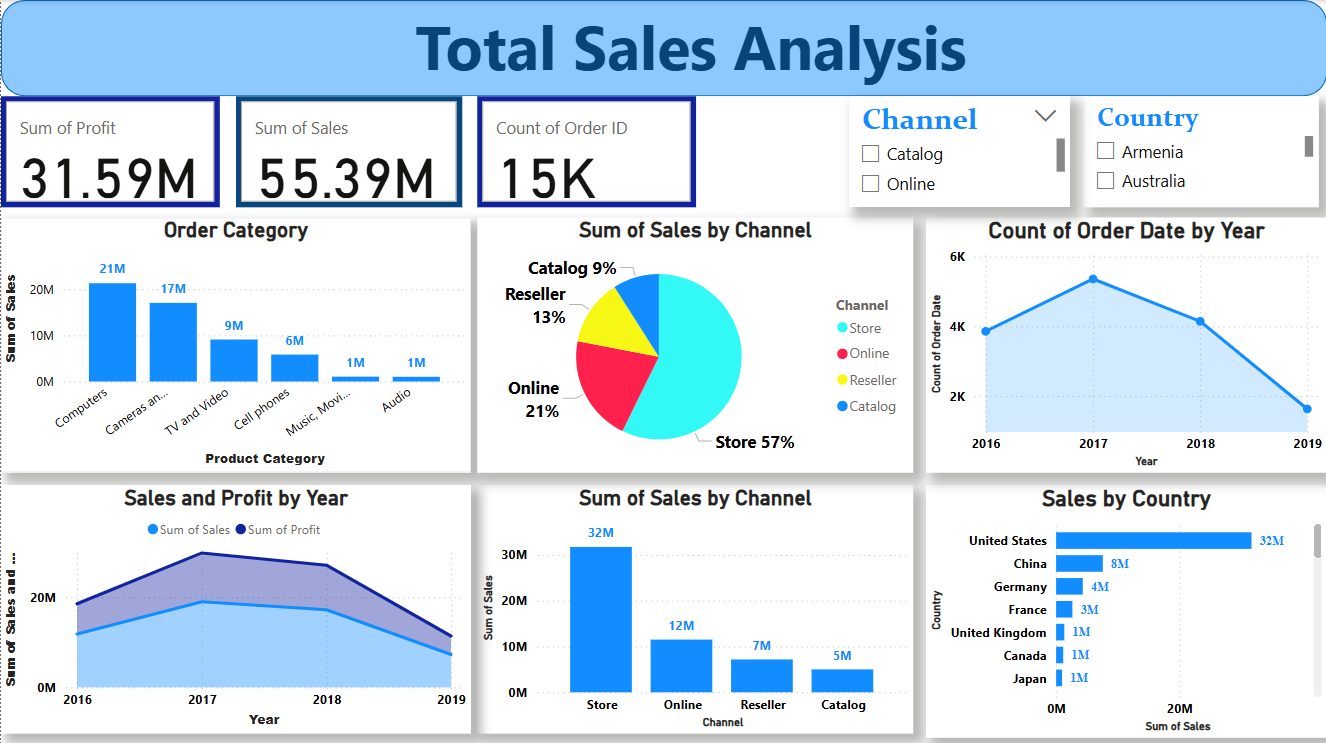 Total Sales Analysis
Sum of Profit
31.59M
Sum of Sales
55.39M
Count of Order ID
15K
Channel
Catalog
Online
Country
Armenia
Australia
Order Category
Sum of Sales
20M
10M
0M
21M
17M
9M
6M
1M
1M
Computers
Cameras an...
TV and Video
Cell phones
Music, Movi...
Audio
Product Category
Sum of Sales by Channel
Catalog 9%
Reseller
13%
Online
21%
Store 57%
Channel
Store
Online
Reseller
Catalog
Count of Order Date by Year
Count of Order Date
6K
4K
2K
2016
2017
2018
2019
Year
Sales and Profit by Year
Sum of Sales
Sum of Profit
Sum of Sales and ...
20M
0M
2016
2017
2018
2019
Year
Sum of Sales by Channel
Sum of Sales
30M
20M
10M
0M
32M
12M
7M
5M
Store
Online
Reseller
Catalog
Channel
Sales by Country
Country
United States 32M
China 8M
Germany 4M
France 3M
United Kingdom 1M
Canada 1M
Japan 1M
0M
20M
Sum of Sales